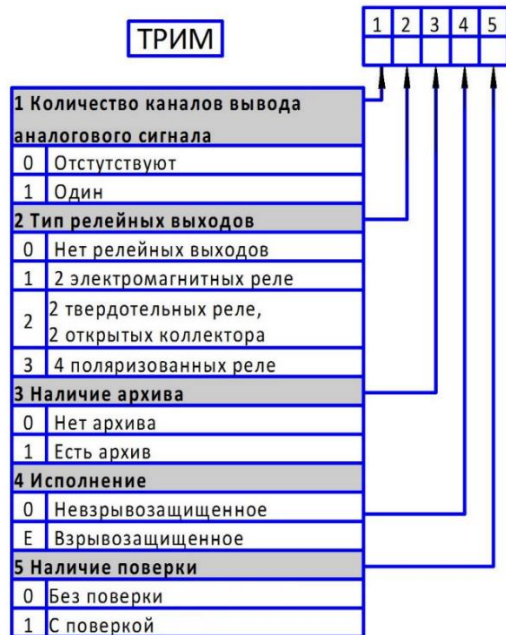 ТРИМ
1 2 3 4 5
1 Количество каналов вывода
аналогового сигнала
0 Отстутствуют
1 Один
2 Тип релейных выходов
0 Нет релейных выходов
1 2 электромагнитных реле
2 2 твердотельных реле,
2 открытых коллектора
3 4 поляризованных реле
3 Наличие архива
0 Нет архива
1 Есть архив
4 Исполнение
0 Невзрывозащищенное
Е Взрывозащищенное
5 Наличие поверки
0 Без поверки
1 С поверкой